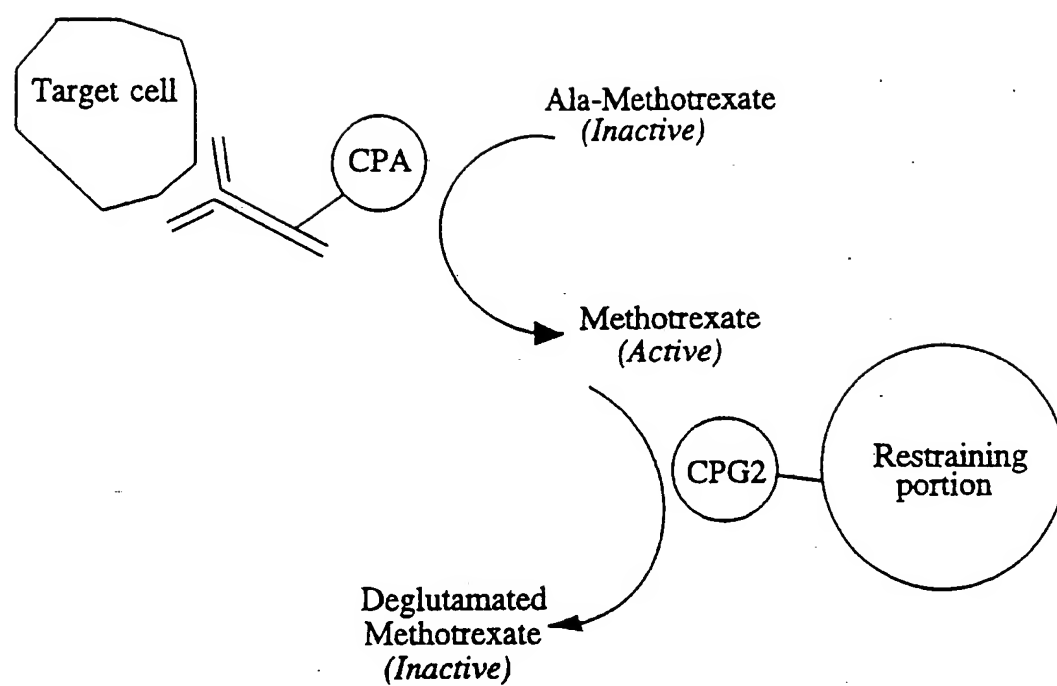 Target cell
CPA
Ala-Methotrexate
(Inactive)
Methotrexate
(Active)
CPG2
Restraining
portion
Deglutamated
Methotrexate
(Inactive)